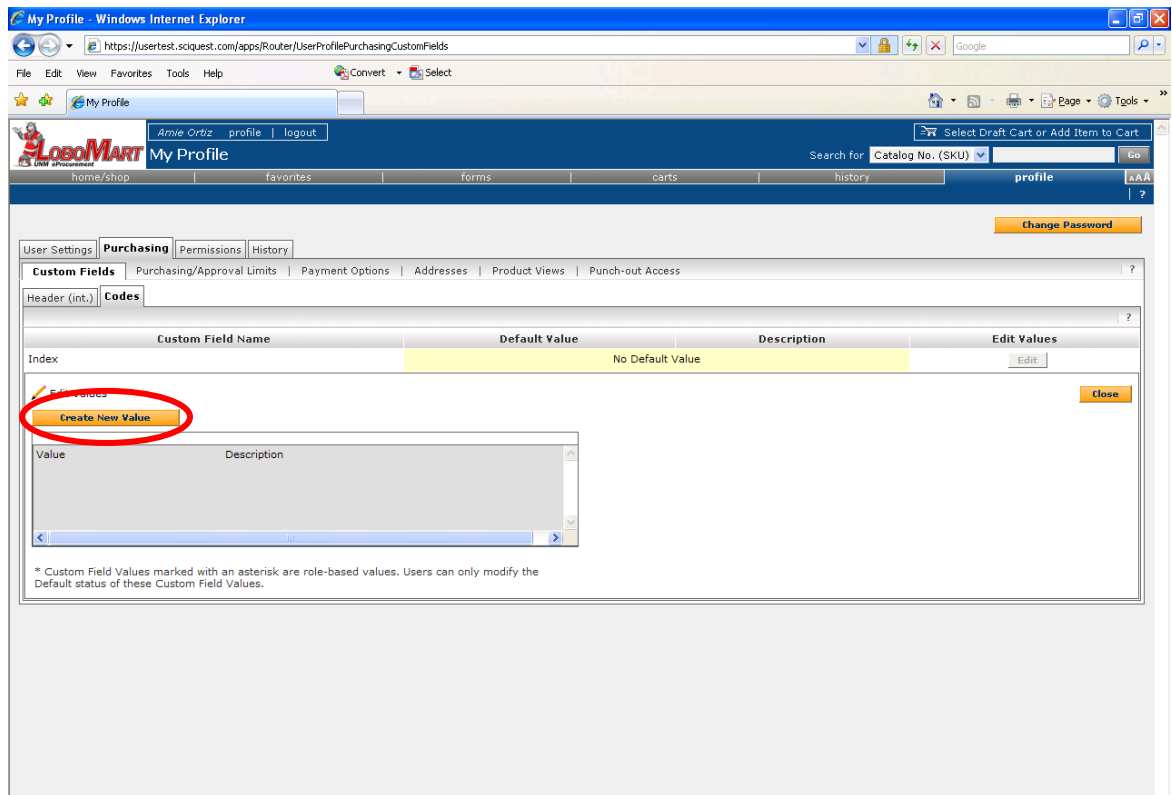 My Profile - Windows Internet Explorer
https://usertest.sciquest.com/apps/Router/UserProfilePurchasingCustomFields
Google
File Edit View Favorites Tools Help Convert Select
My Profile
Page Tools
LOBOMART
UNM eProcurement
Amie Ortiz profile | logout
Select Draft Cart or Add Item to Cart
My Profile
Search for Catalog No. (SKU) Go
home/shop | favorites | forms | carts | history profile AAA
| ?
Change Password
User Settings Purchasing Permissions History
Custom Fields Purchasing/Approval Limits | Payment Options | Addresses | Product Views | Punch-out Access ?
Header (int.) Codes
?
Custom Field Name Default Value Description Edit Values
Index No Default Value Edit
Edit Values Close
Create New Value
Value Description
* Custom Field Values marked with an asterisk are role-based values. Users can only modify the
Default status of these Custom Field Values.